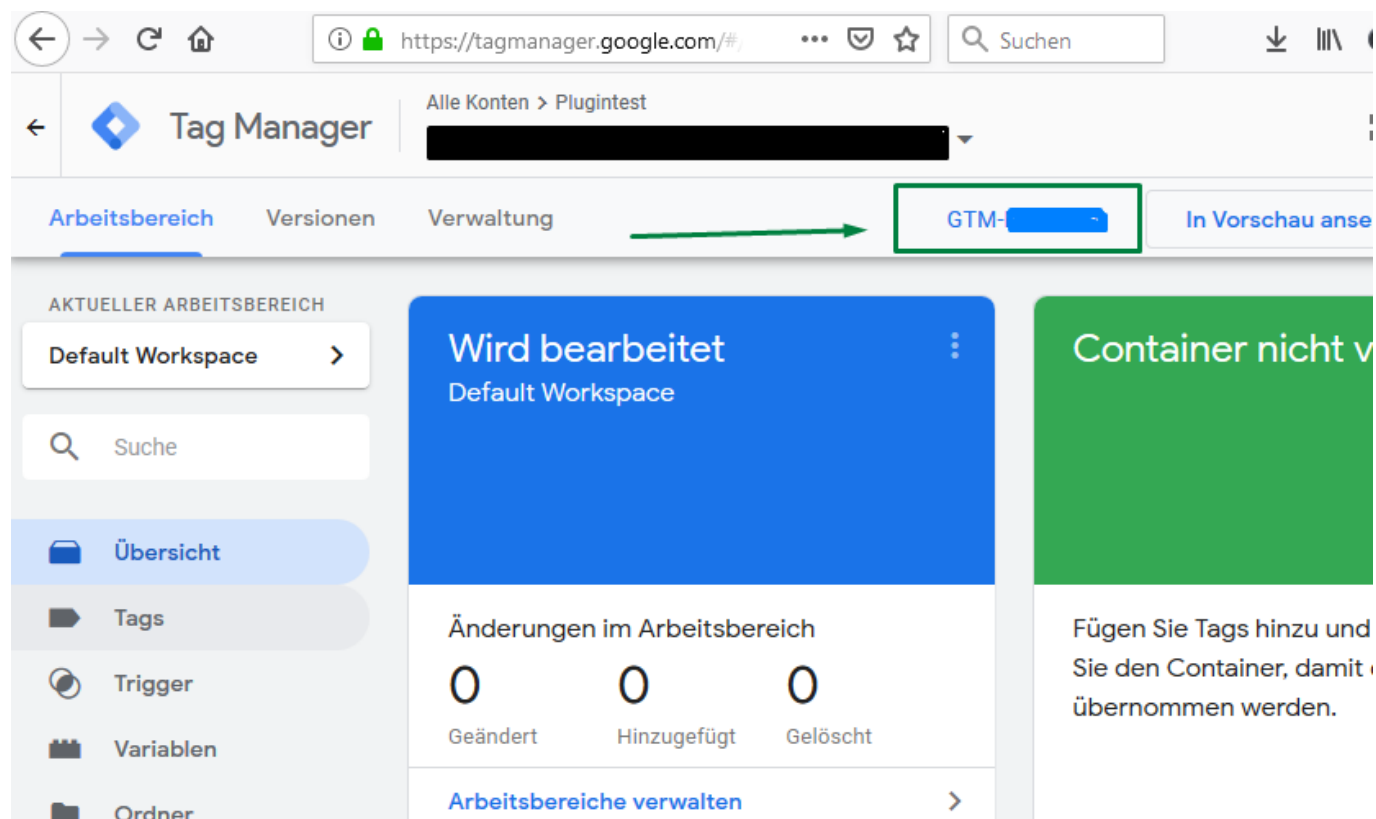 https://tagmanager.google.com/#
Suchen
Tag Manager
Alle Konten > Plugintest
Arbeitsbereich
Versionen
Verwaltung
GTM-
In Vorschau anse
AKTUELLER ARBEITSBEREICH
Default Workspace
Suche
Übersicht
Tags
Trigger
Variablen
Ordner
Wird bearbeitet
Default Workspace
Änderungen im Arbeitsbereich
0 0 0
Geändert Hinzugefügt Gelöscht
Arbeitsbereiche verwalten
Container nicht v
Fügen Sie Tags hinzu und
Sie den Container, damit
übernommen werden.